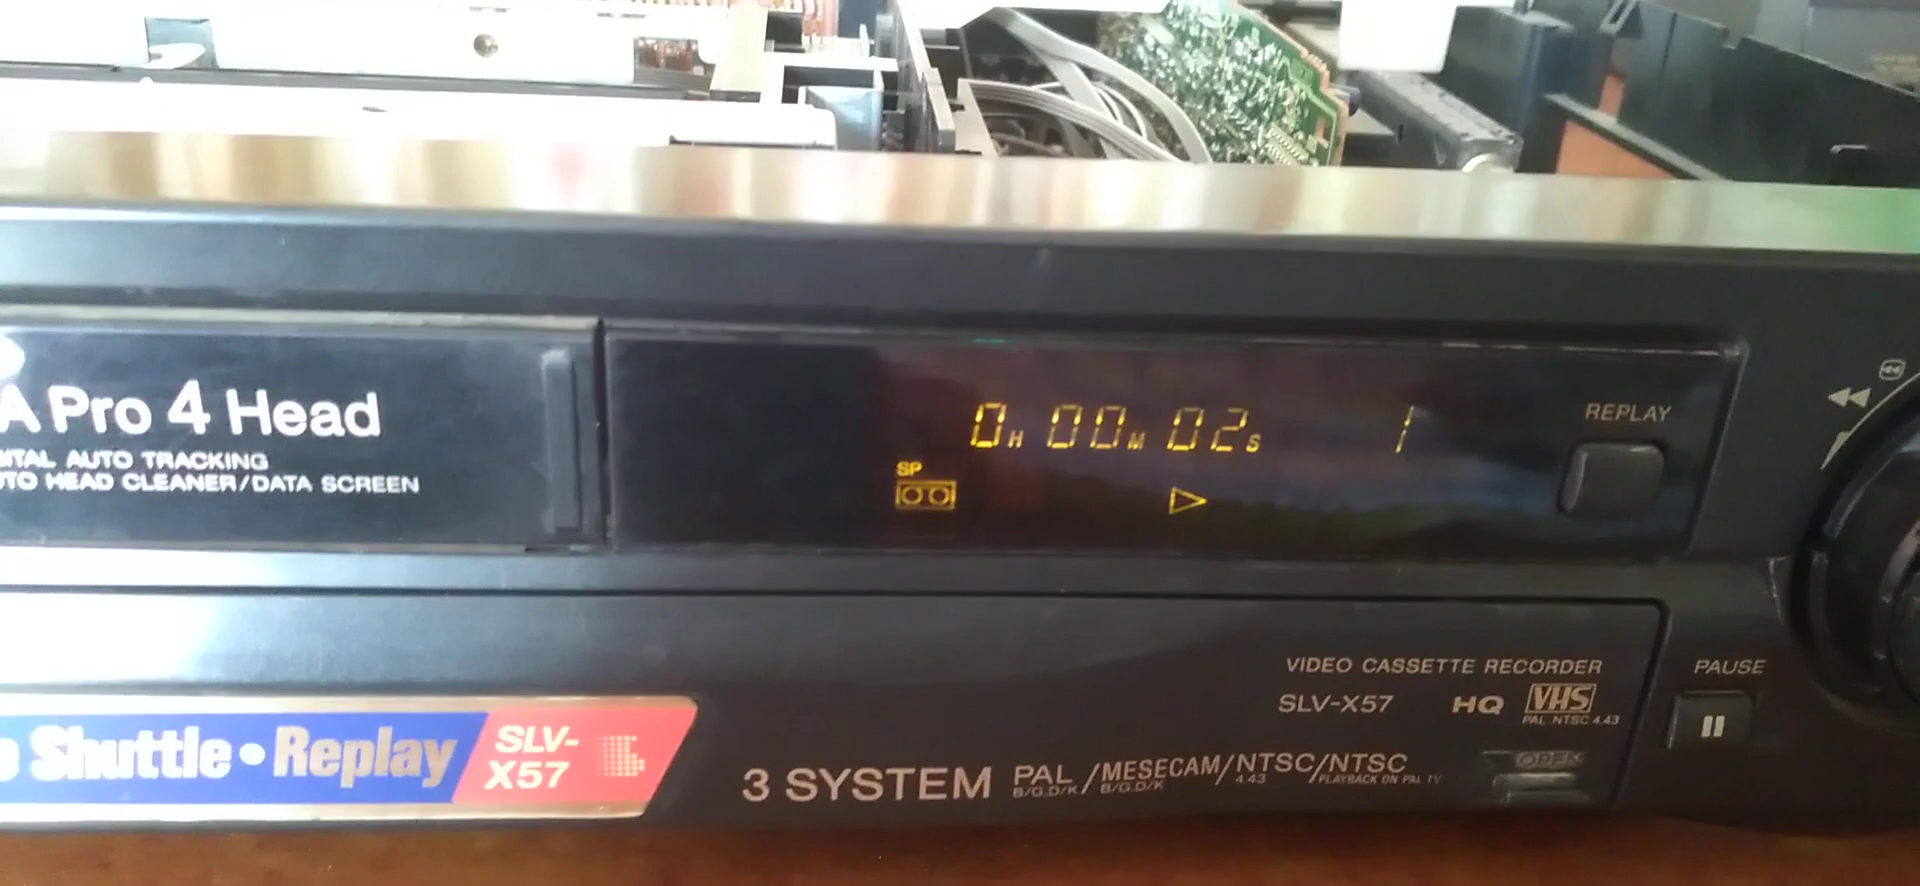 A Pro 4 Head
ITAL AUTO TRACKING
TO HEAD CLEANER/DATA SCREEN
0H 00M 02S 1
SP
REPLAY
Shuttle • Replay
SLV-
X57
VIDEO CASSETTE RECORDER
SLV-X57 HQ VHS
PAL NTSC 4.43
3 SYSTEM PAL/MESECAM/NTSC/NTSC
B/G,D/K B/G,D/K 4.43 PLAYBACK ON PAL TV
OPEN
PAUSE